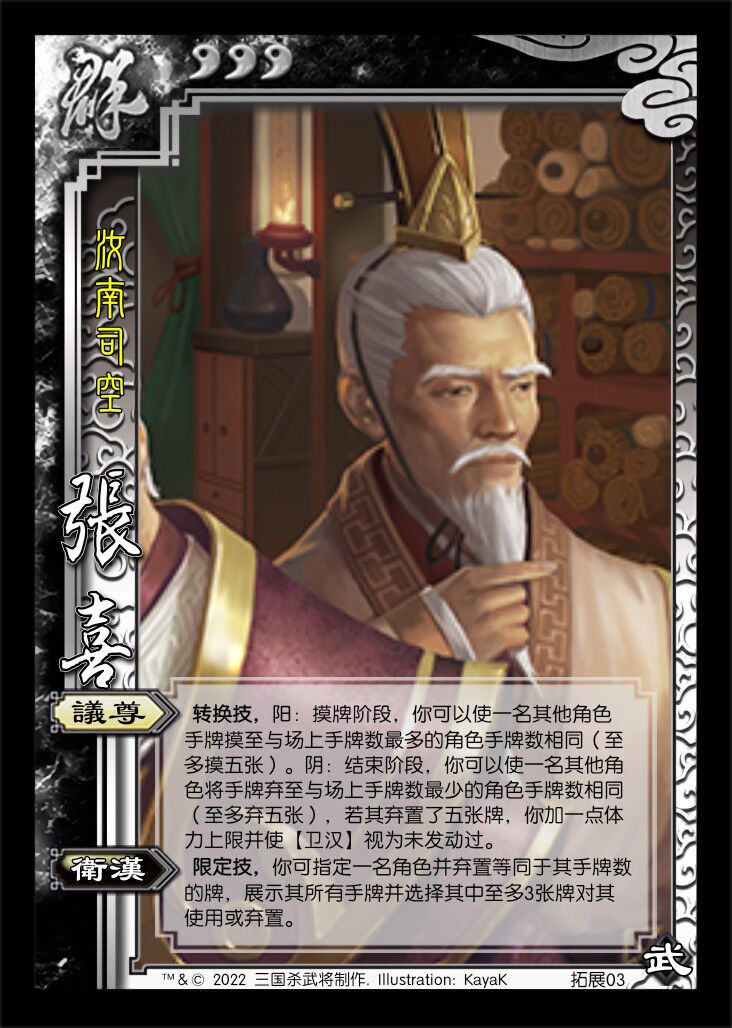 群
汝南司空
張喜
議尊
转换技，阳：摸牌阶段，你可以使一名其他角色
手牌摸至与场上手牌数最多的角色手牌数相同（至
多摸五张）。阴：结束阶段，你可以使一名其他角
色将手牌弃至与场上手牌数最少的角色手牌数相同
（至多弃五张），若其弃置了五张牌，你加一点体
力上限并使【卫汉】视为未发动过。
衛漢
限定技，你可指定一名角色并弃置等同于其手牌数
的牌，展示其所有手牌并选择其中至多3张牌对其
使用或弃置。
武
™&© 2022 三国杀武将制作. Illustration: KayaK
拓展03